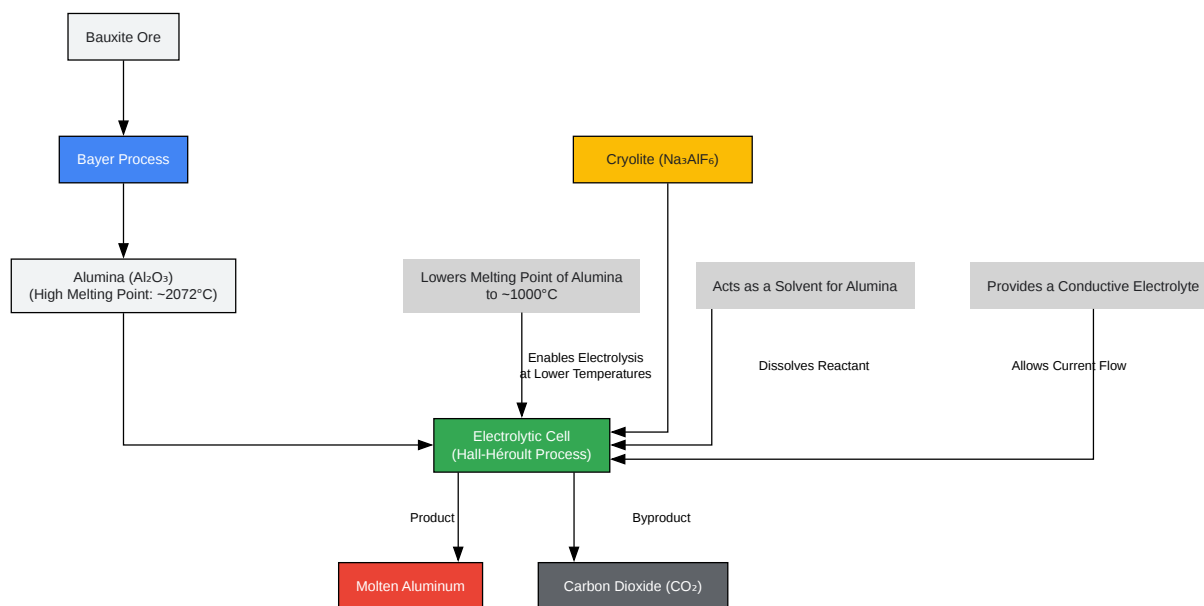 Bauxite Ore
Bayer Process
Cryolite (Na₃AlF₆)
Alumina (Al₂O₃)
(High Melting Point: ~2072°C)
Lowers Melting Point of Alumina
to ~1000°C
Acts as a Solvent for Alumina
Provides a Conductive Electrolyte
Enables Electrolysis
at Lower Temperatures
Dissolves Reactant
Allows Current Flow
Electrolytic Cell
(Hall-Héroult Process)
Product
Byproduct
Molten Aluminum
Carbon Dioxide (CO₂)